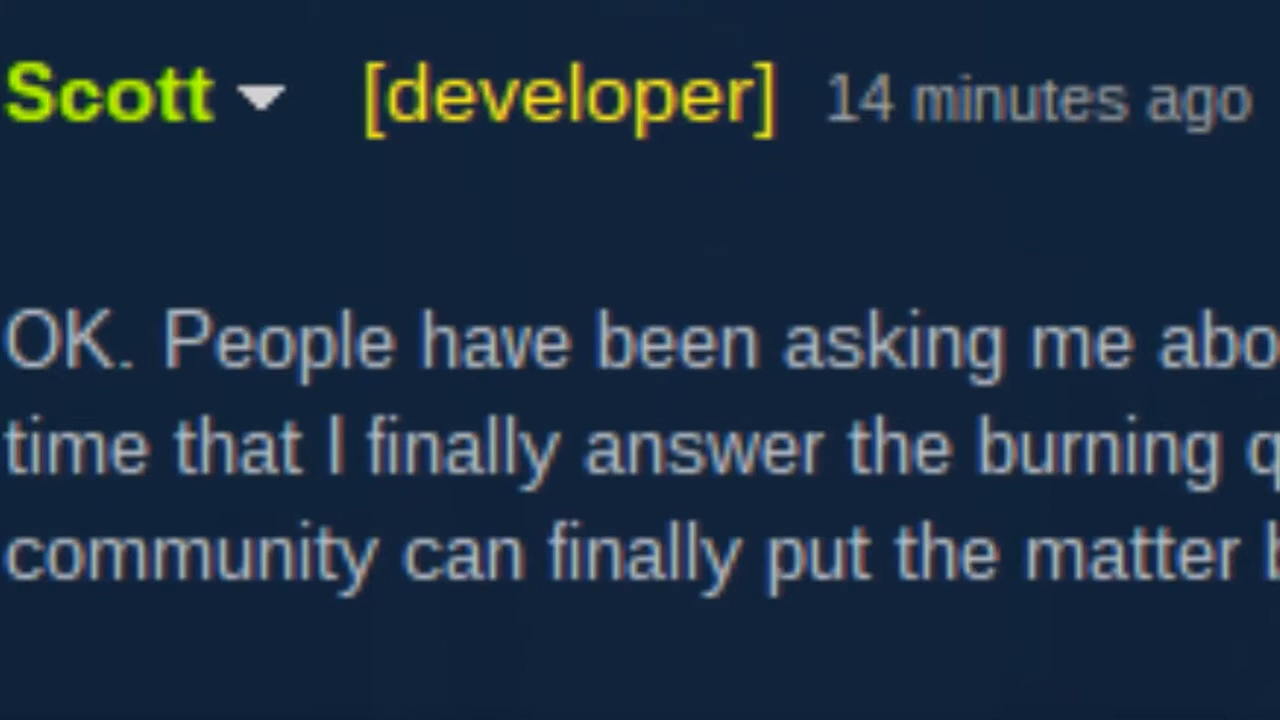 Scott [developer] 14 minutes ago
OK. People have been asking me abo
time that I finally answer the burning q
community can finally put the matter b